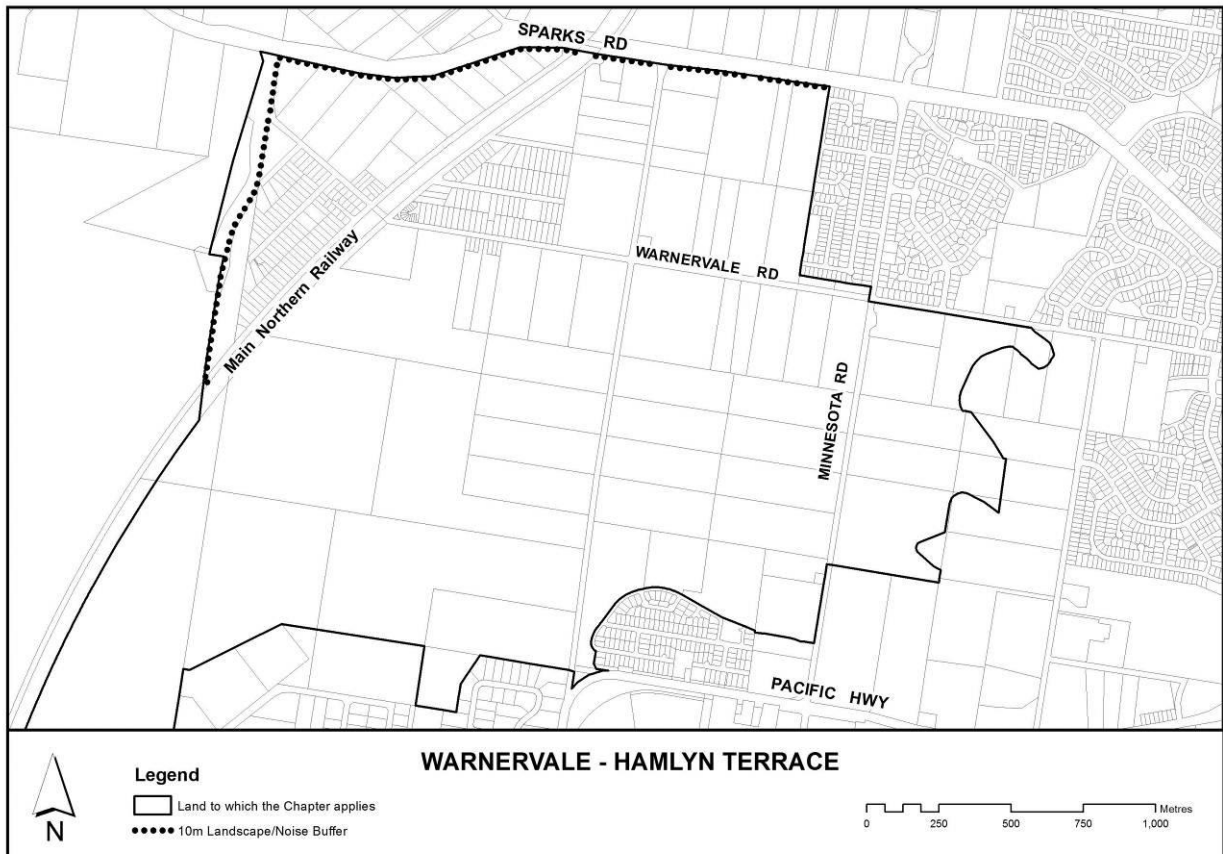 SPARKS RD
WARNERVALE RD
Main Northern Railway
MINNESOTA RD
PACIFIC HWY
WARNERVALE - HAMLYN TERRACE
N
Legend
Land to which the Chapter applies
10m Landscape/Noise Buffer
Metres
0 250 500 750 1,000